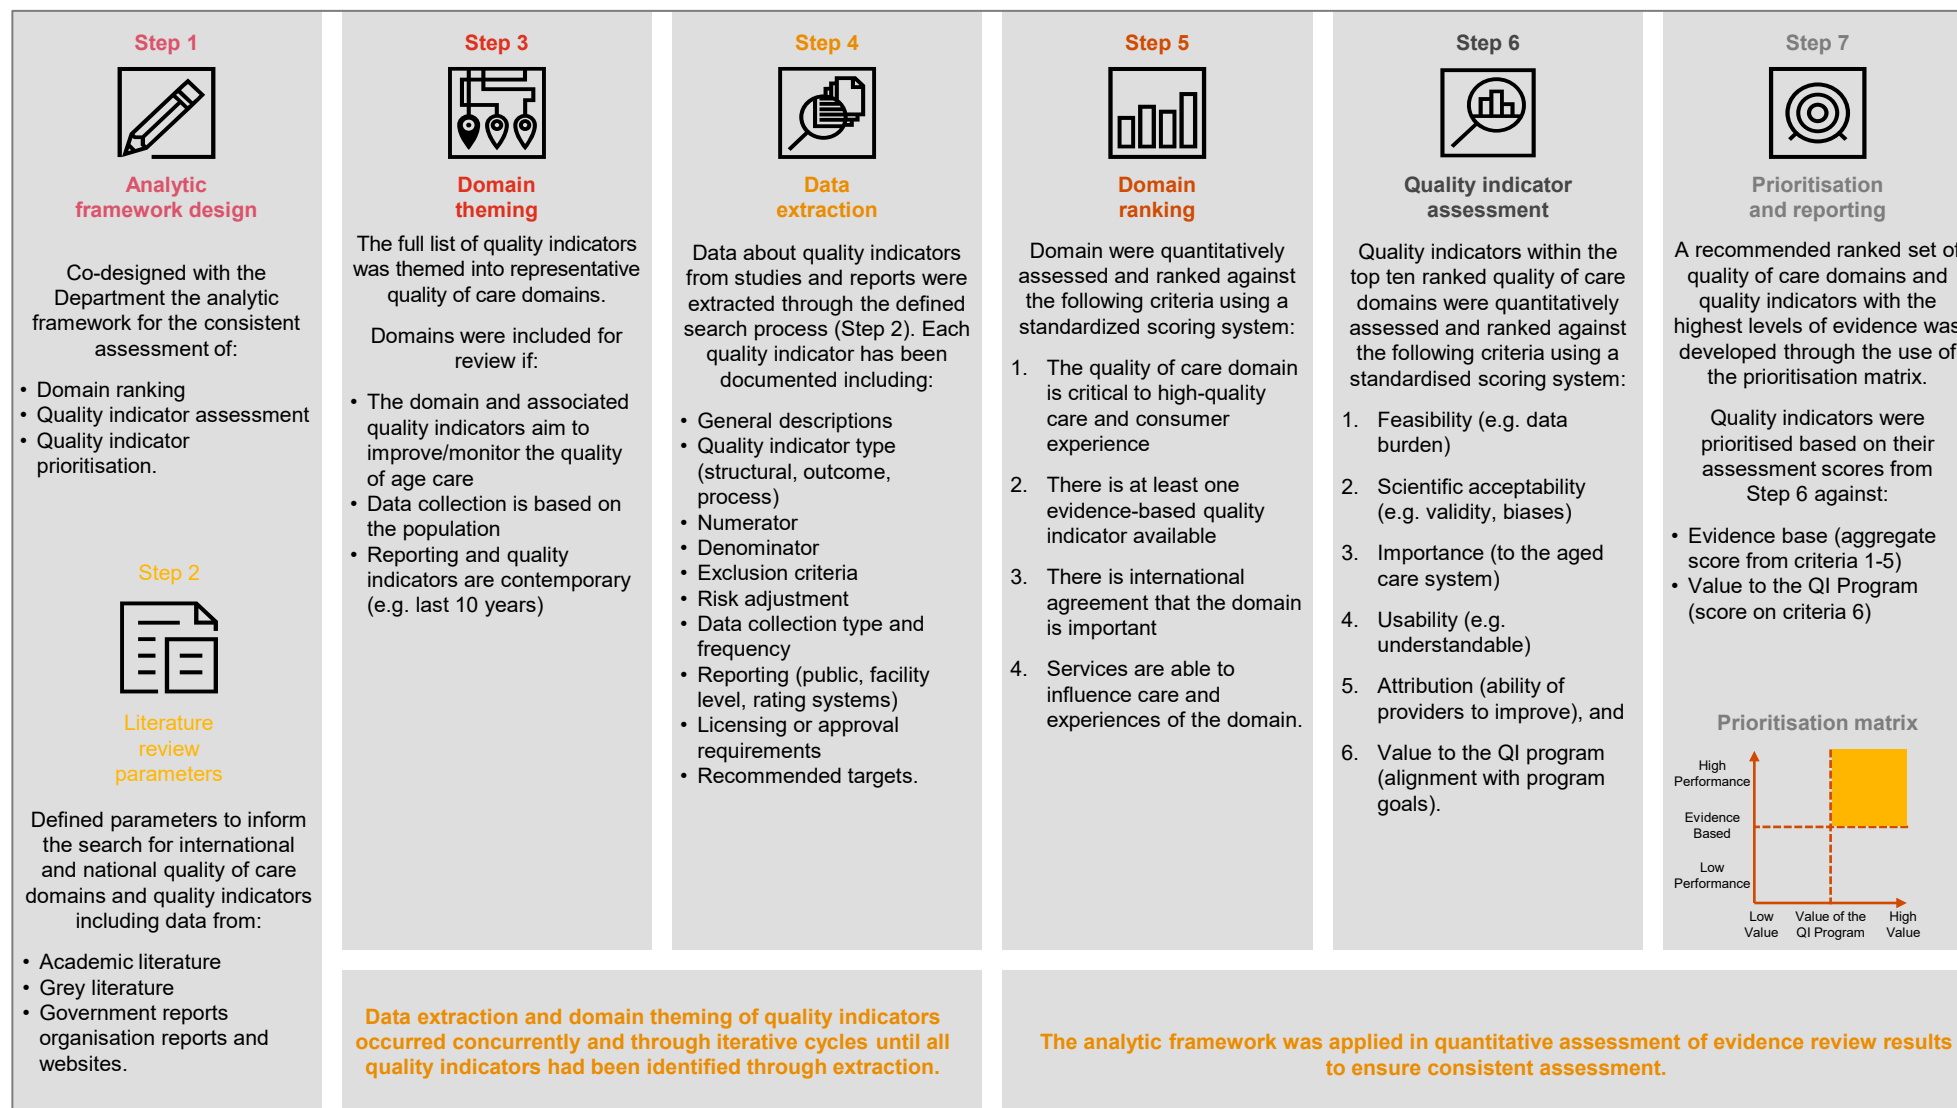 Step 1
Analytic
framework design
Co-designed with the
Department the analytic
framework for the consistent
assessment of:
• Domain ranking
• Quality indicator assessment
• Quality indicator
prioritisation.
Step 2
Literature
review
parameters
Defined parameters to inform
the search for international
and national quality of care
domains and quality indicators
including data from:
• Academic literature
• Grey literature
• Government reports
organisation reports and
websites.
Step 3
Domain
theming
The full list of quality indicators
was themed into representative
quality of care domains.
Domains were included for
review if:
• The domain and associated
quality indicators aim to
improve/monitor the quality
of age care
• Data collection is based on
the population
• Reporting and quality
indicators are contemporary
(e.g. last 10 years)
Step 4
Data
extraction
Data about quality indicators
from studies and reports were
extracted through the defined
search process (Step 2). Each
quality indicator has been
documented including:
• General descriptions
• Quality indicator type
(structural, outcome,
process)
• Numerator
• Denominator
• Exclusion criteria
• Risk adjustment
• Data collection type and
frequency
• Reporting (public, facility
level, rating systems)
• Licensing or approval
requirements
• Recommended targets.
Data extraction and domain theming of quality indicators
occurred concurrently and through iterative cycles until all
quality indicators had been identified through extraction.
Step 5
Domain
ranking
Domain were quantitatively
assessed and ranked against
the following criteria using a
standardized scoring system:
1. The quality of care domain
is critical to high-quality
care and consumer
experience
2. There is at least one
evidence-based quality
indicator available
3. There is international
agreement that the domain
is important
4. Services are able to
influence care and
experiences of the domain.
Step 6
Quality indicator
assessment
Quality indicators within the
top ten ranked quality of care
domains were quantitatively
assessed and ranked against
the following criteria using a
standardised scoring system:
1. Feasibility (e.g. data
burden)
2. Scientific acceptability
(e.g. validity, biases)
3. Importance (to the aged
care system)
4. Usability (e.g.
understandable)
5. Attribution (ability of
providers to improve), and
6. Value to the QI program
(alignment with program
goals).
Step 7
Prioritisation
and reporting
A recommended ranked set of
quality of care domains and
quality indicators with the
highest levels of evidence was
developed through the use of
the prioritisation matrix.
Quality indicators were
prioritised based on their
assessment scores from
Step 6 against:
• Evidence base (aggregate
score from criteria 1-5)
• Value to the QI Program
(score on criteria 6)
Prioritisation matrix
High
Performance
Evidence
Based
Low
Performance
Low
Value
Value of the
QI Program
High
Value
The analytic framework was applied in quantitative assessment of evidence review results
to ensure consistent assessment.